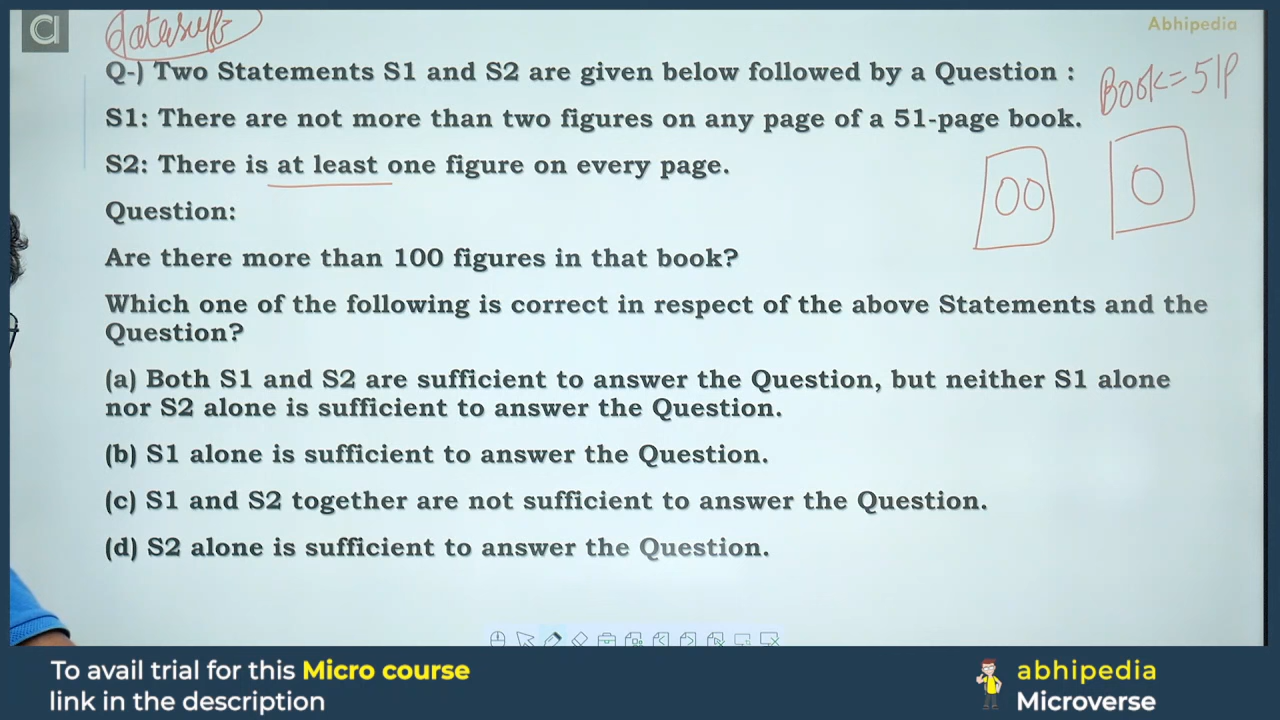 Datasuff
Abhipedia
Q-) Two Statements S1 and S2 are given below followed by a Question :
Book = 51P
S1: There are not more than two figures on any page of a 51-page book.
S2: There is at least one figure on every page.
Question:
Are there more than 100 figures in that book?
Which one of the following is correct in respect of the above Statements and the
Question?
(a) Both S1 and S2 are sufficient to answer the Question, but neither S1 alone
nor S2 alone is sufficient to answer the Question.
(b) S1 alone is sufficient to answer the Question.
(c) S1 and S2 together are not sufficient to answer the Question.
(d) S2 alone is sufficient to answer the Question.
To avail trial for this Micro course
link in the description
abhipedia
Microverse